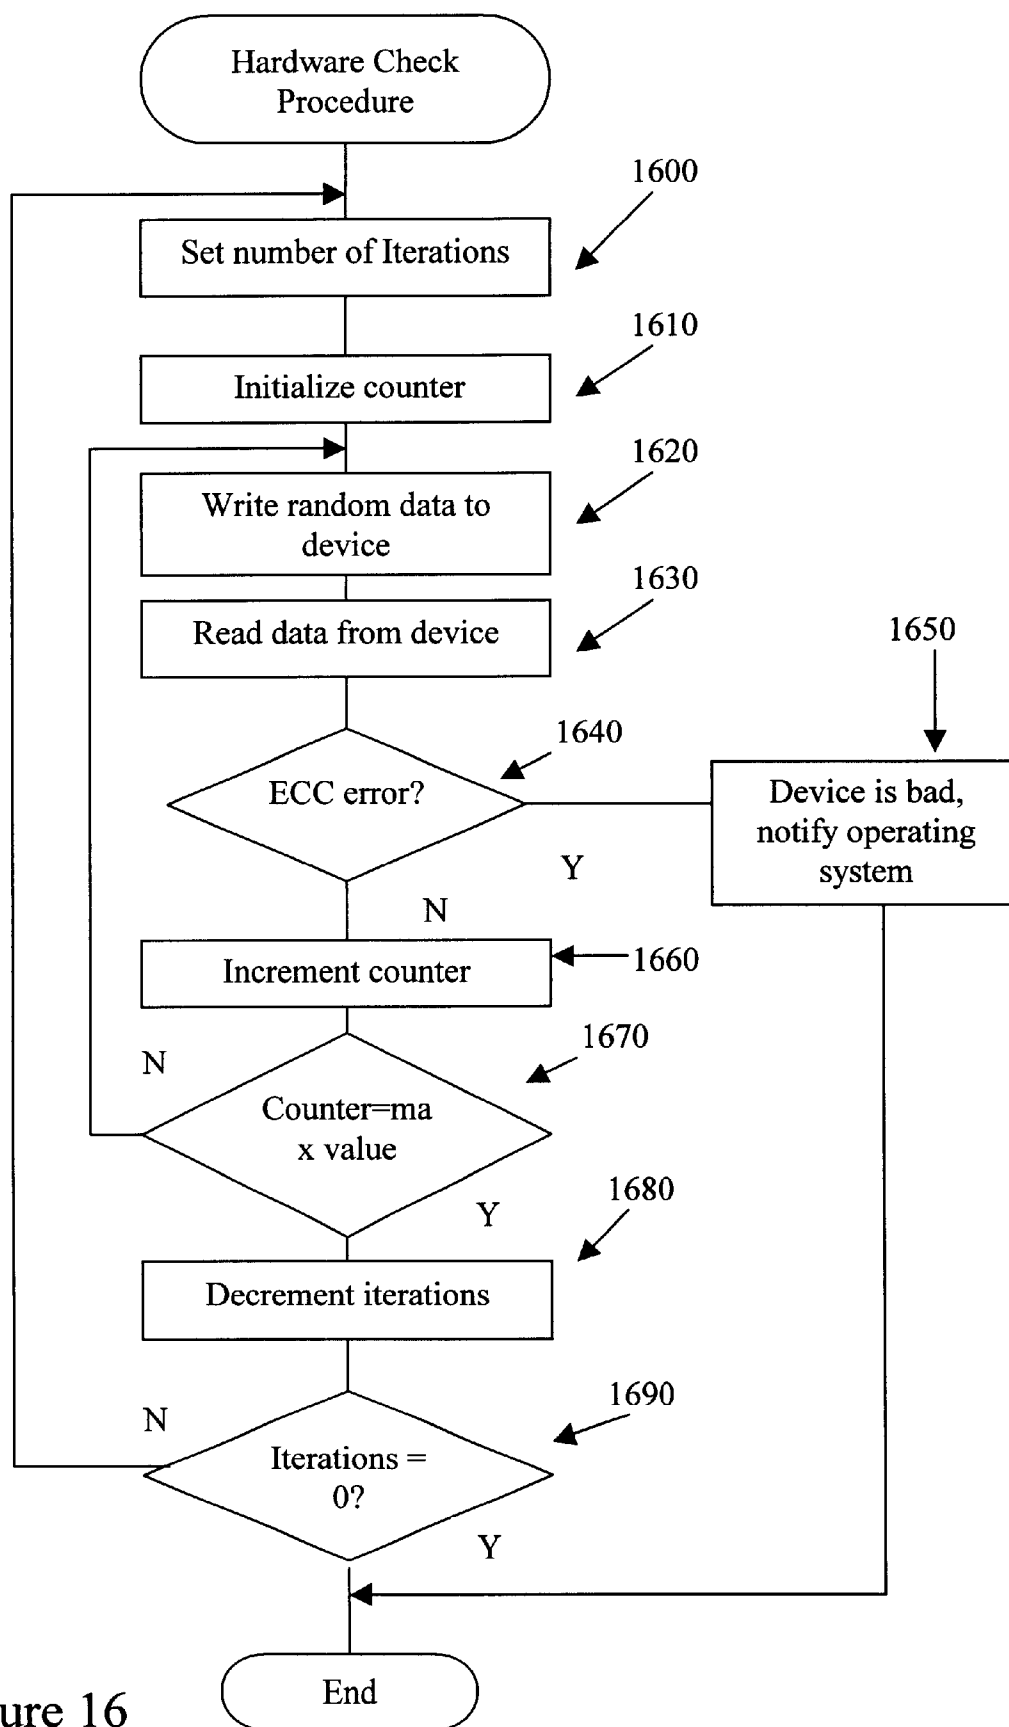 Hardware Check
Procedure
1600
Set number of Iterations
1610
Initialize counter
1620
Write random data to
device
1630
Read data from device
1650
1640
ECC error?
Device is bad,
notify operating
system
Y
N
Increment counter
1660
1670
N
Counter=ma
x value
1680
Y
Decrement iterations
1690
N
Iterations =
0?
Y
End
ure 16